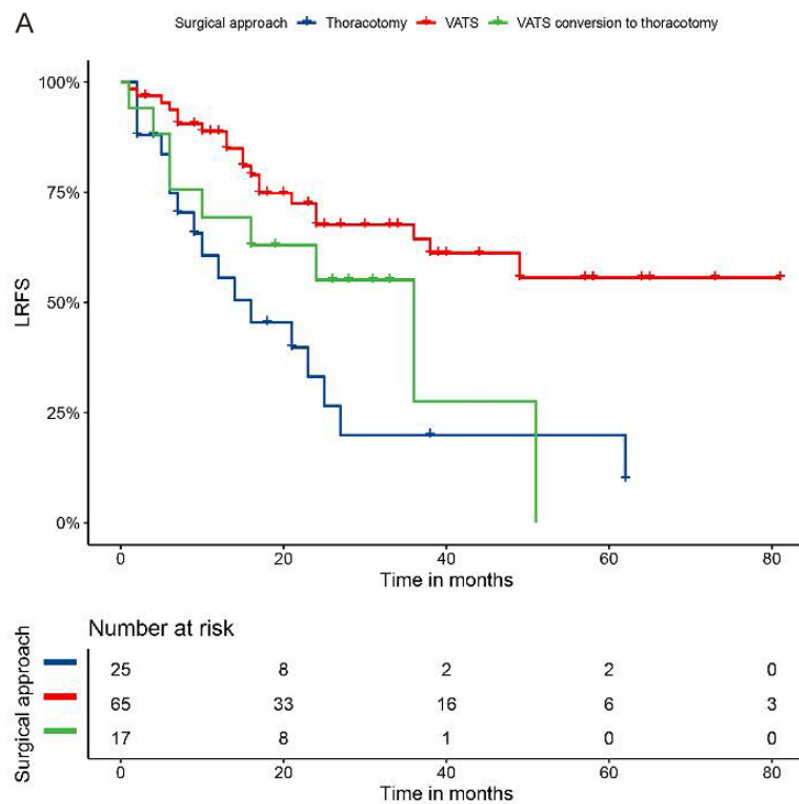 A
Surgical approach Thoracotomy VATS VATS conversion to thoracotomy
100%
75%
50%
25%
0%
LRFS
0 20 40 60 80
Time in months
Number at risk
Surgical approach
25 8 2 2 0
65 33 16 6 3
17 8 1 0 0
0 20 40 60 80
Time in months